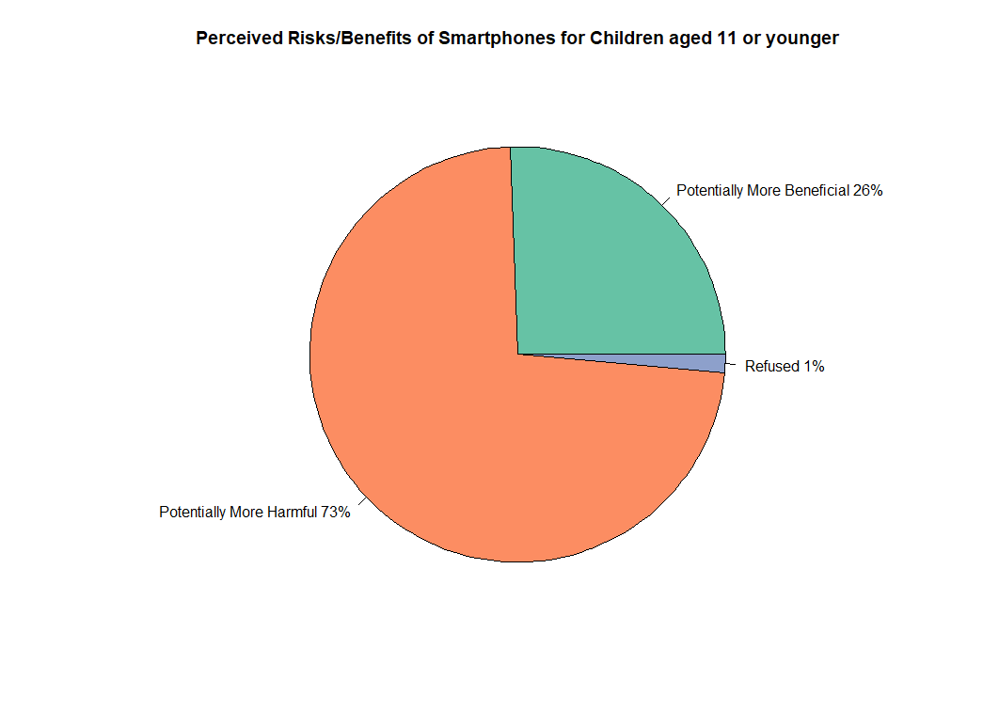 Perceived Risks/Benefits of Smartphones for Children aged 11 or younger
Potentially More Beneficial 26%
Refused 1%
Potentially More Harmful 73%